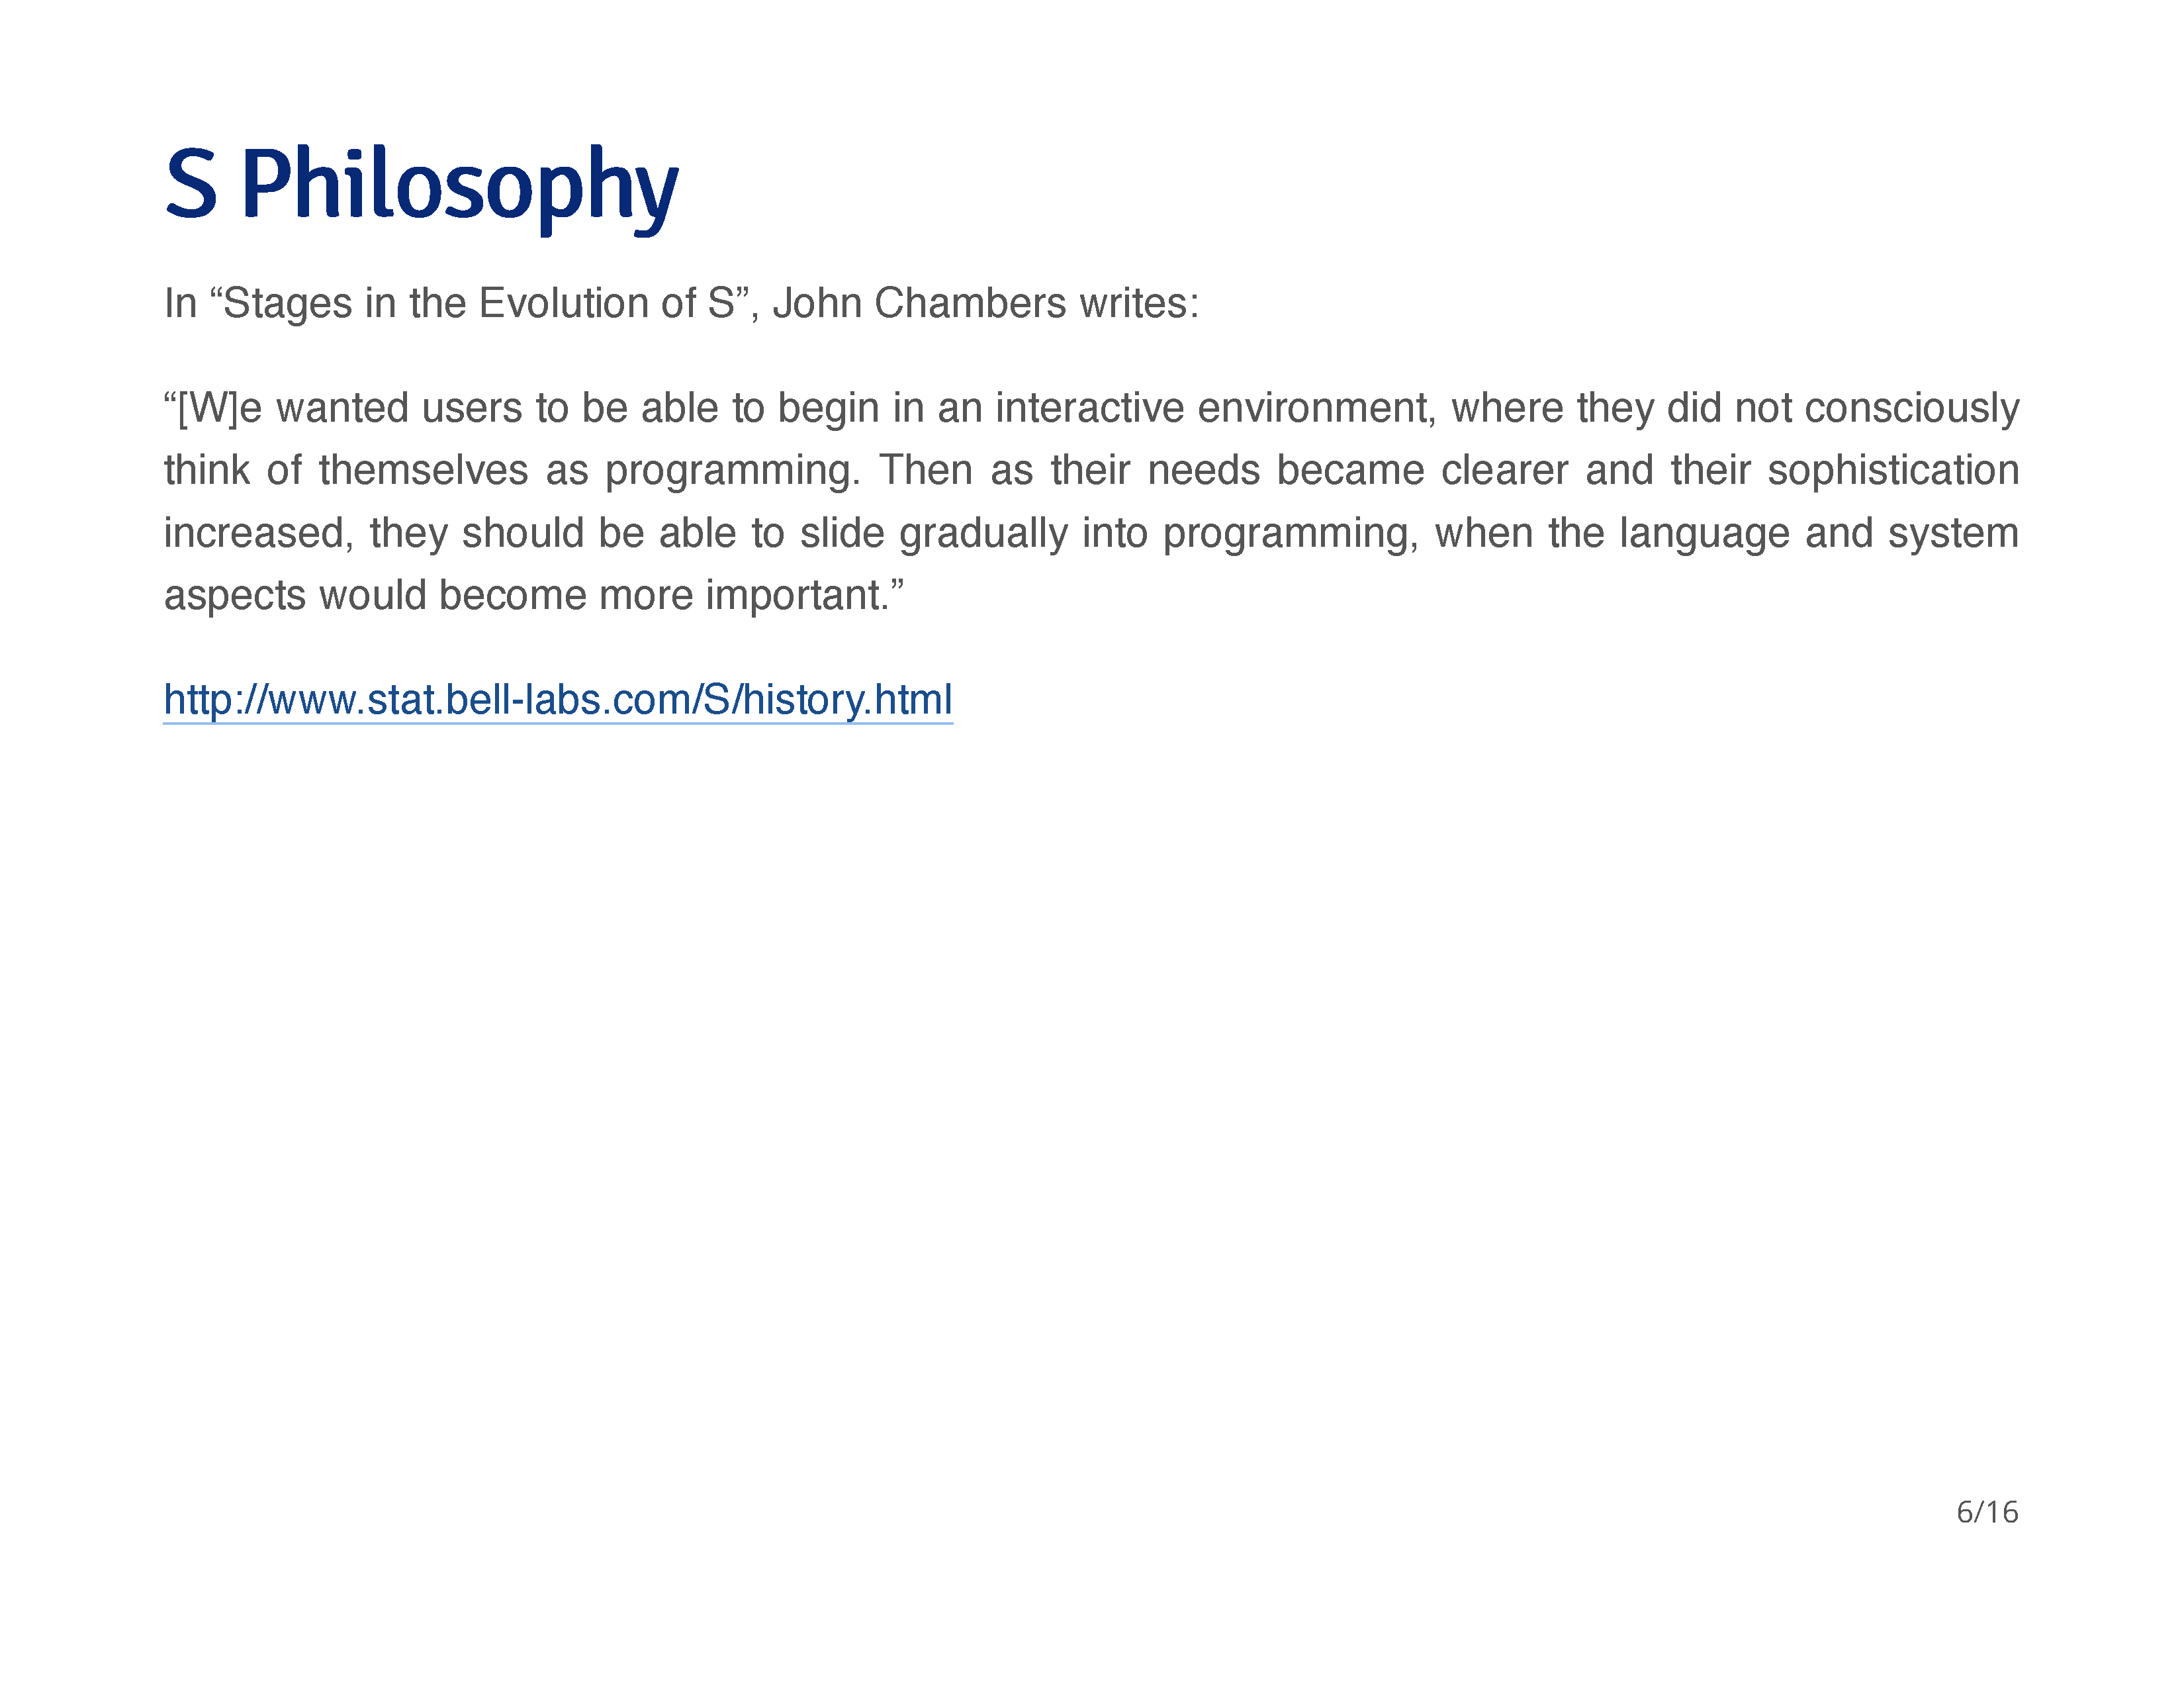 S Philosophy
In “Stages in the Evolution of S”, John Chambers writes:
“[W]e wanted users to be able to begin in an interactive environment, where they did not consciously
think of themselves as programming. Then as their needs became clearer and their sophistication
increased, they should be able to slide gradually into programming, when the language and system
aspects would become more important.”
http://www.stat.bell-labs.com/S/history.html
6/16